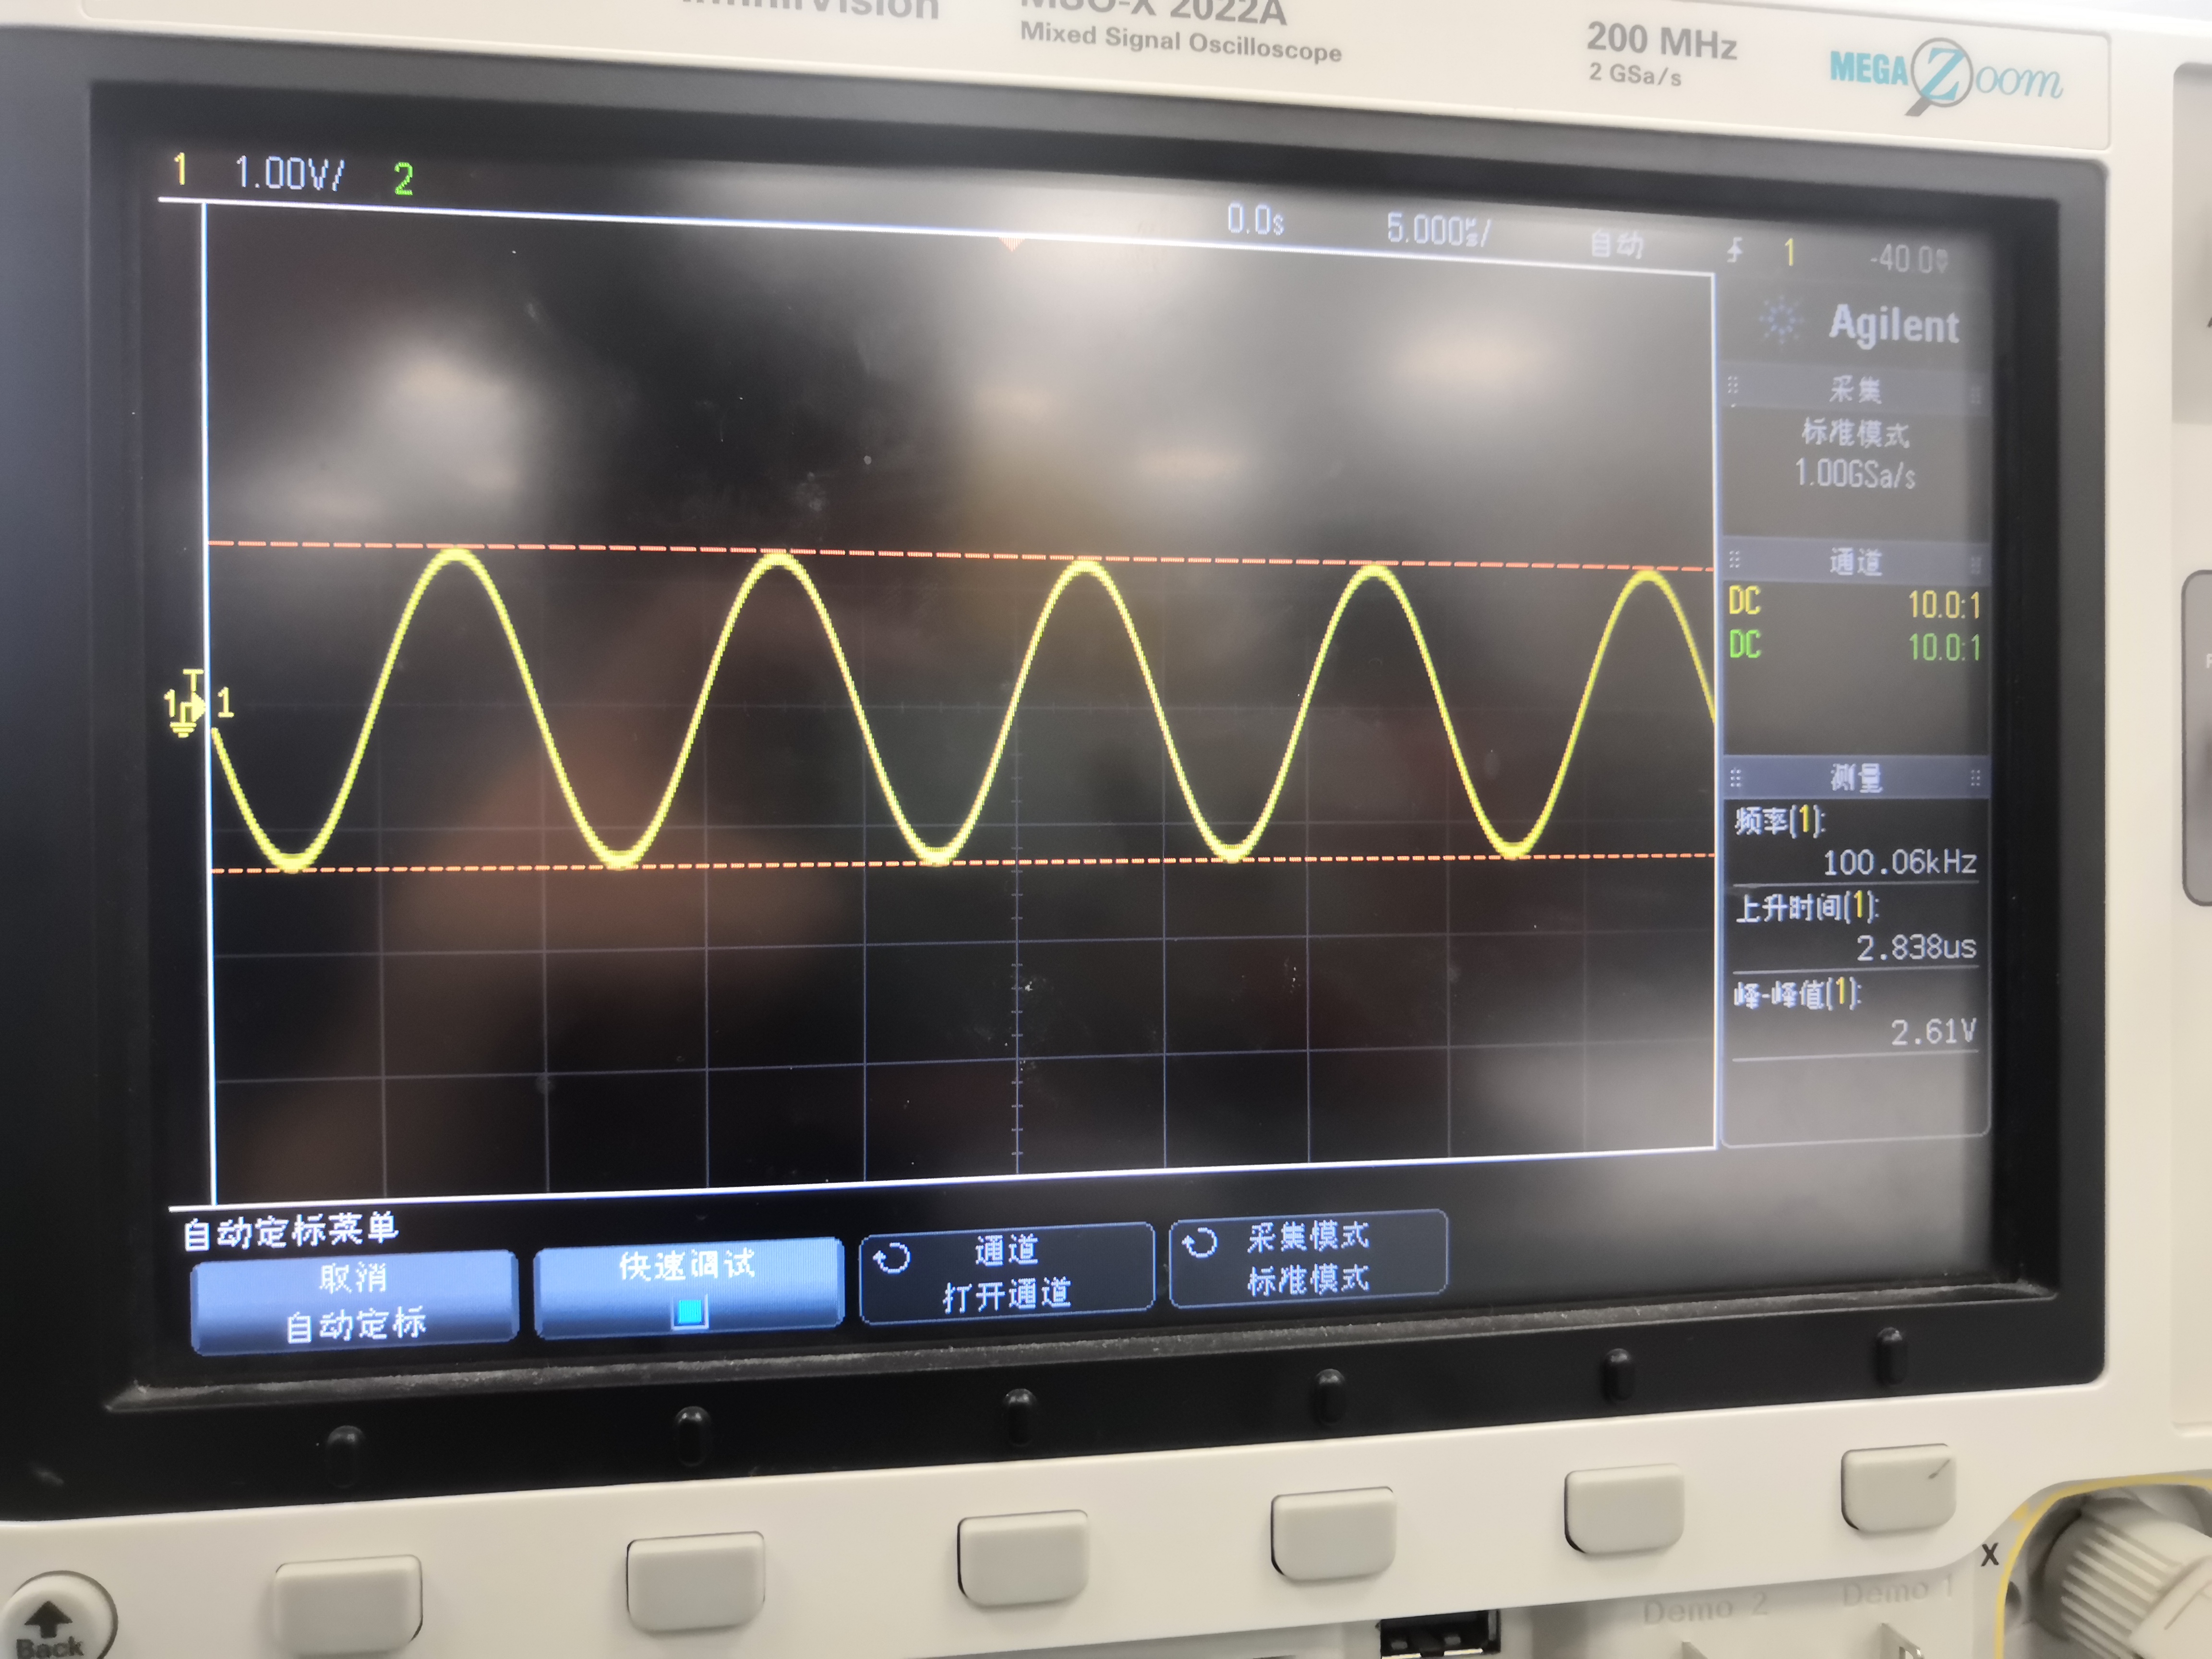 MSO-X 2022A
Mixed Signal Oscilloscope
200 MHz
2 GSa/s
MEGA Zoom
1 1.00V/ 2 0.0s 5.000us/ 自动 1 -40.0
Agilent
采集
标准模式
1.00GSa/s
通道
DC 10.0:1
DC 10.0:1
T
1 1
测量
频率(1):
100.06kHz
上升时间(1):
2.838us
峰-峰值(1):
2.61V
自动定标菜单
取消
自动定标
快速调试
通道
打开通道
采集模式
标准模式
Back
X
Demo 2
Demo 1